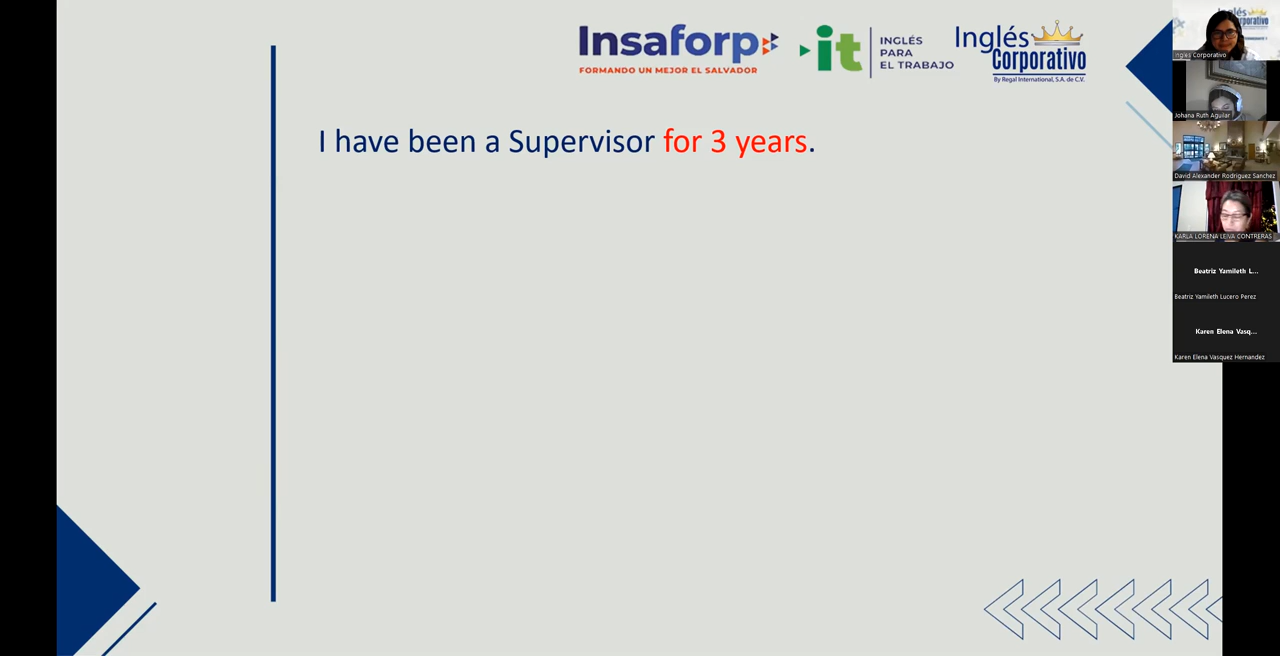 Insaforp
FORMANDO UN MEJOR EL SALVADOR
it
INGLÉS
PARA
EL TRABAJO
Inglés
Corporativo
By Regal International, S.A. de C.V.
I have been a Supervisor for 3 years.
Inglés Corporativo
Johana Ruth Aguilar
David Alexander Rodriguez Sanchez
KARLA LORENA LEIVA CONTRERAS
Beatriz Yamileth L...
Beatriz Yamileth Lucero Perez
Karen Elena Vasq...
Karen Elena Vasquez Hernandez